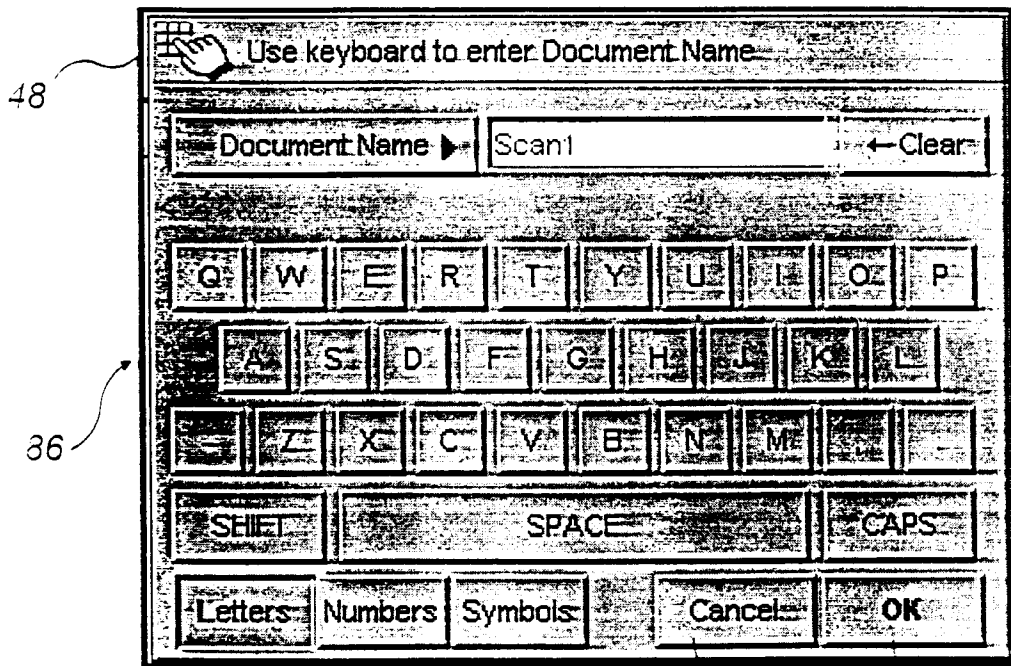 Use keyboard to enter Document Name
48
Document Name Scan1 ←Clear
Q W E R T Y U I O P
A S D F G H J K L
86
Z X C V B N M
SHIFT SPACE CAPS
Letters Numbers Symbols Cancel OK